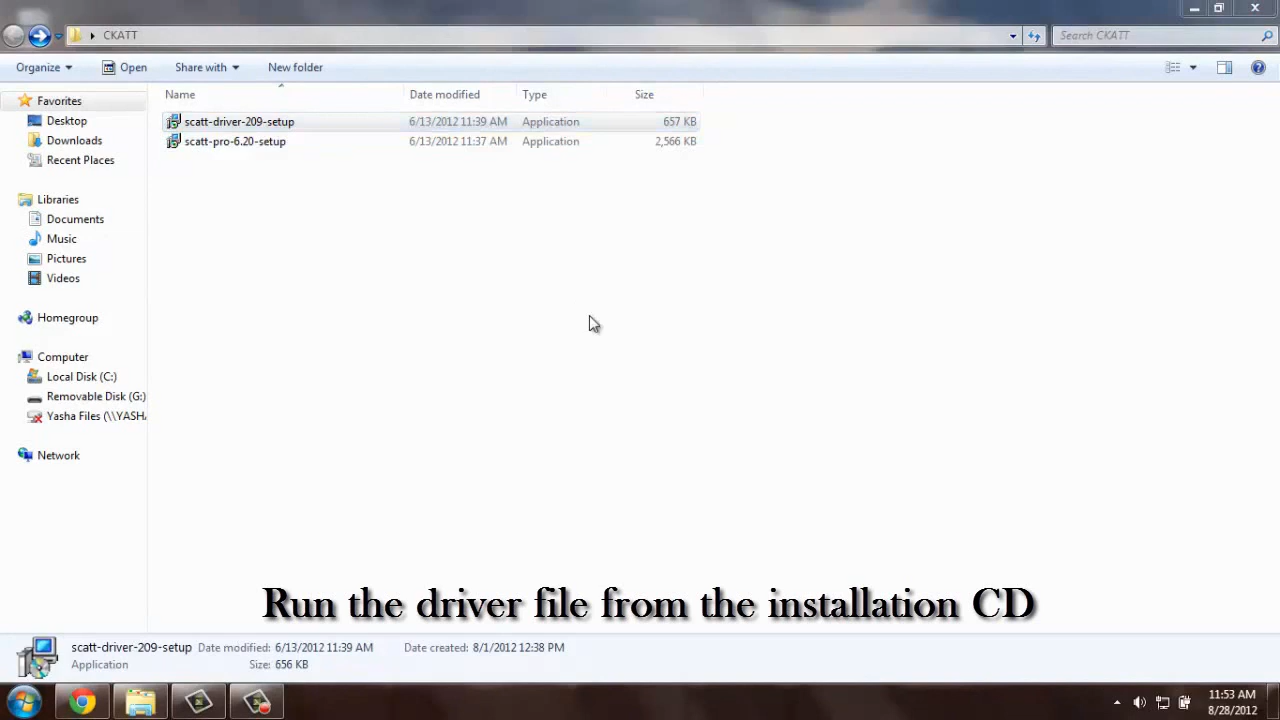 CKATT
Search CKATT
Organize
Open
Share with
New folder
Name
Date modified
Type
Size
Favorites
Desktop
Downloads
Recent Places
Libraries
Documents
Music
Pictures
Videos
Homegroup
Computer
Local Disk (C:)
Removable Disk (G:)
Yasha Files (\\YASHA
Network
scatt-driver-209-setup 6/13/2012 11:39 AM Application 657 KB
scatt-pro-6.20-setup 6/13/2012 11:37 AM Application 2,566 KB
Run the driver file from the installation CD
scatt-driver-209-setup Date modified: 6/13/2012 11:39 AM Date created: 8/1/2012 12:38 PM
Application Size: 656 KB
11:53 AM
8/28/2012